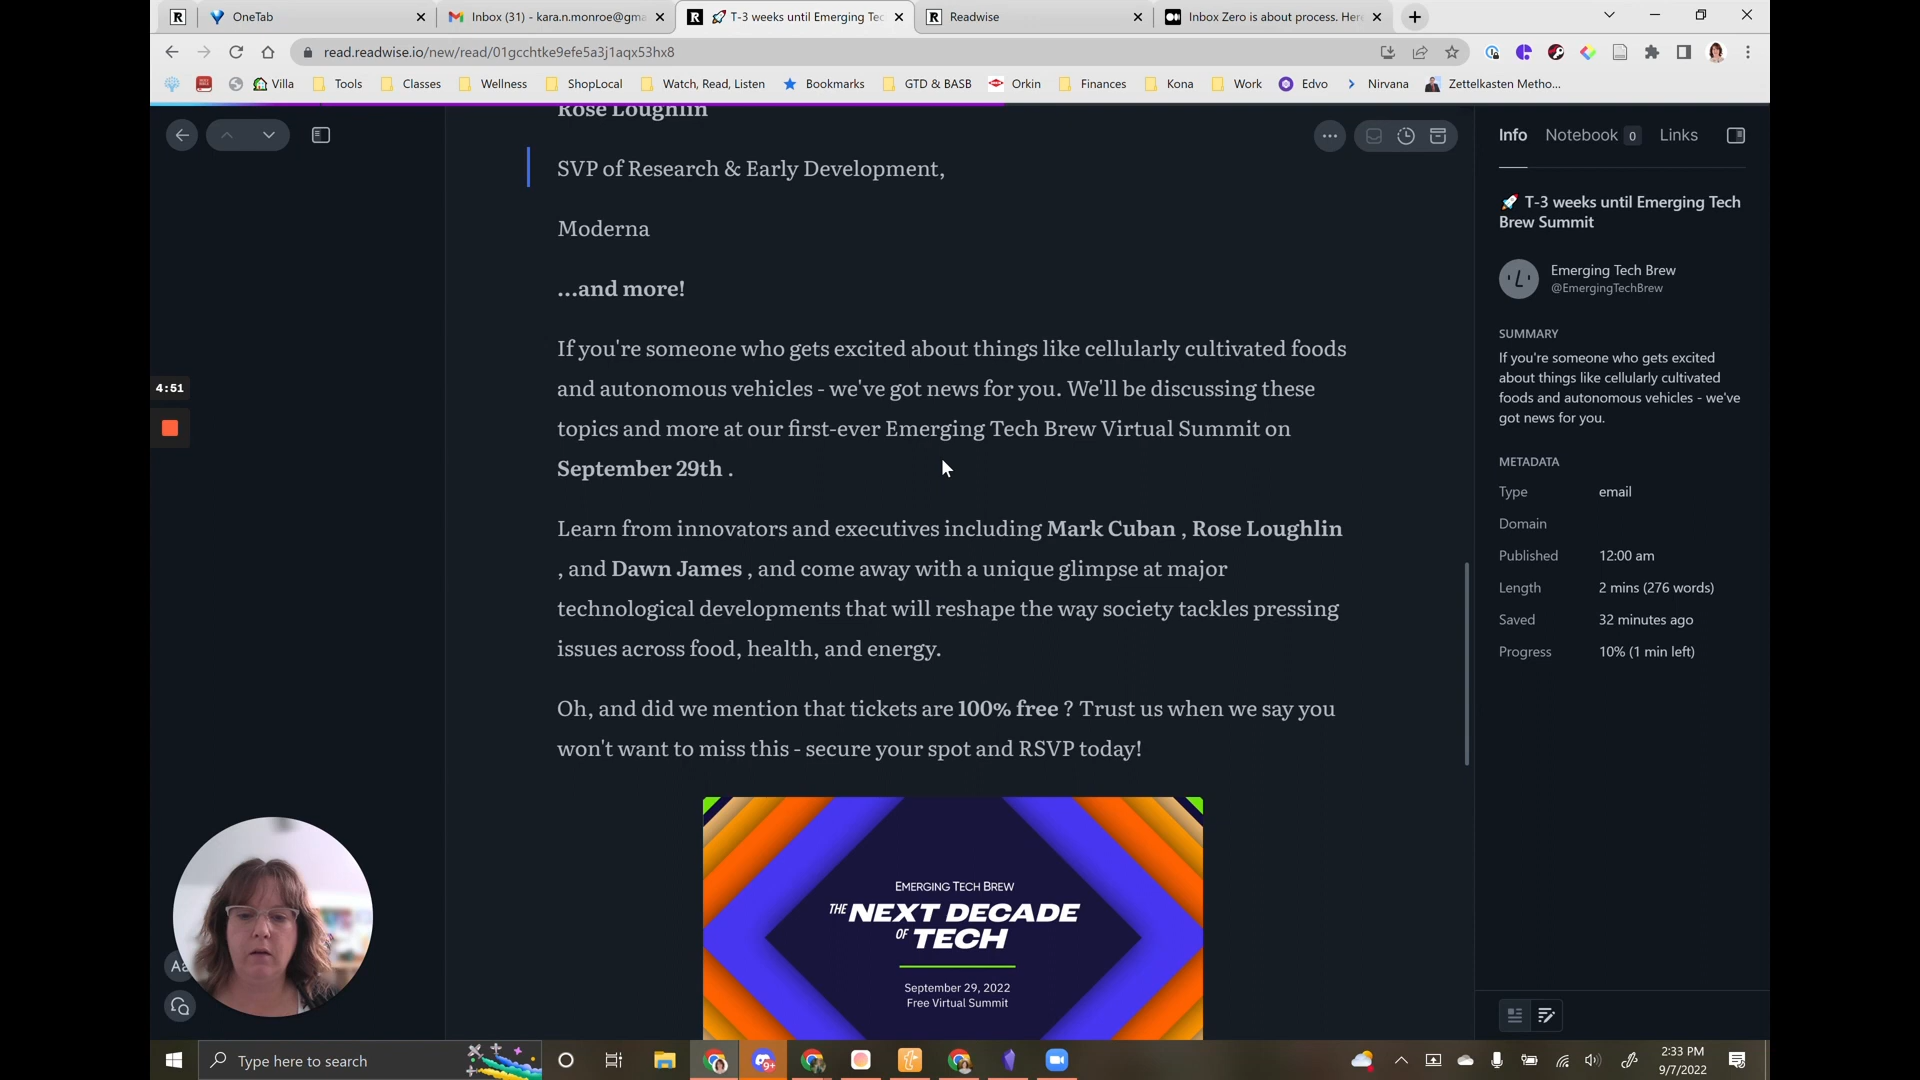 OneTab
Inbox (31) - kara.n.monroe@gma
🚀 T-3 weeks until Emerging Tec
Readwise
Inbox Zero is about process. Here
read.readwise.io/new/read/01gcchtke9efe5a3j1aqx53hx8
Villa
Tools
Classes
Wellness
ShopLocal
Watch, Read, Listen
Bookmarks
GTD & BASB
Orkin
Finances
Kona
Work
Edvo
Nirvana
Zettelkasten Metho...
Rose Loughlin
SVP of Research & Early Development,
Moderna
...and more!
If you're someone who gets excited about things like cellularly cultivated foods
and autonomous vehicles - we've got news for you. We'll be discussing these
topics and more at our first-ever Emerging Tech Brew Virtual Summit on
September 29th .
Learn from innovators and executives including Mark Cuban , Rose Loughlin
, and Dawn James , and come away with a unique glimpse at major
technological developments that will reshape the way society tackles pressing
issues across food, health, and energy.
Oh, and did we mention that tickets are 100% free ? Trust us when we say you
won't want to miss this - secure your spot and RSVP today!
EMERGING TECH BREW
THE NEXT DECADE
OF TECH
September 29, 2022
Free Virtual Summit
4:51
Aa
Info
Notebook 0
Links
🚀 T-3 weeks until Emerging Tech
Brew Summit
Emerging Tech Brew
@EmergingTechBrew
SUMMARY
If you're someone who gets excited
about things like cellularly cultivated
foods and autonomous vehicles - we've
got news for you.
METADATA
Type email
Domain
Published 12:00 am
Length 2 mins (276 words)
Saved 32 minutes ago
Progress 10% (1 min left)
Type here to search
9+
2:33 PM
9/7/2022